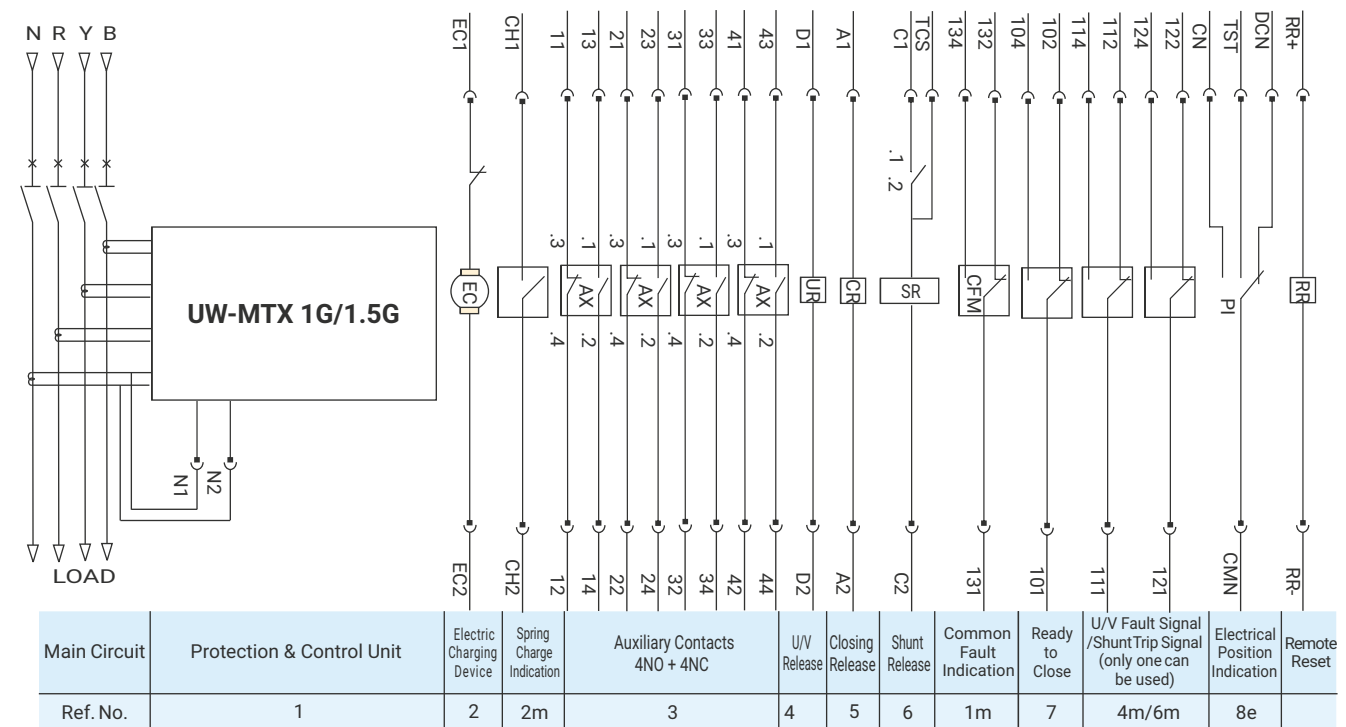 N R Y B
EC1
CH1
11
13
21
23
31
33
41
43
D1
A1
C1
TCS
134
132
104
102
114
112
124
122
CN
TST
DCN
RR+
.1
.2
.3
.1
.3
.1
.3
.1
.3
.1
UW-MTX 1G/1.5G
EC
AX
AX
AX
AX
UR
CR
SR
CFM
PI
RR
.4
.2
.4
.2
.4
.2
.4
.2
N1
N2
LOAD
EC2
CH2
12
14
22
24
32
34
42
44
D2
A2
C2
131
101
111
121
CMN
RR-
Main Circuit
Protection & Control Unit
Electric
Charging
Device
Spring
Charge
Indication
Auxiliary Contacts
4NO + 4NC
U/V
Release
Closing
Release
Shunt
Release
Common
Fault
Indication
Ready
to
Close
U/V Fault Signal
/Shunt Trip Signal
(only one can
be used)
Electrical
Position
Indication
Remote
Reset
Ref. No.
1
2
2m
3
4
5
6
1m
7
4m/6m
8e